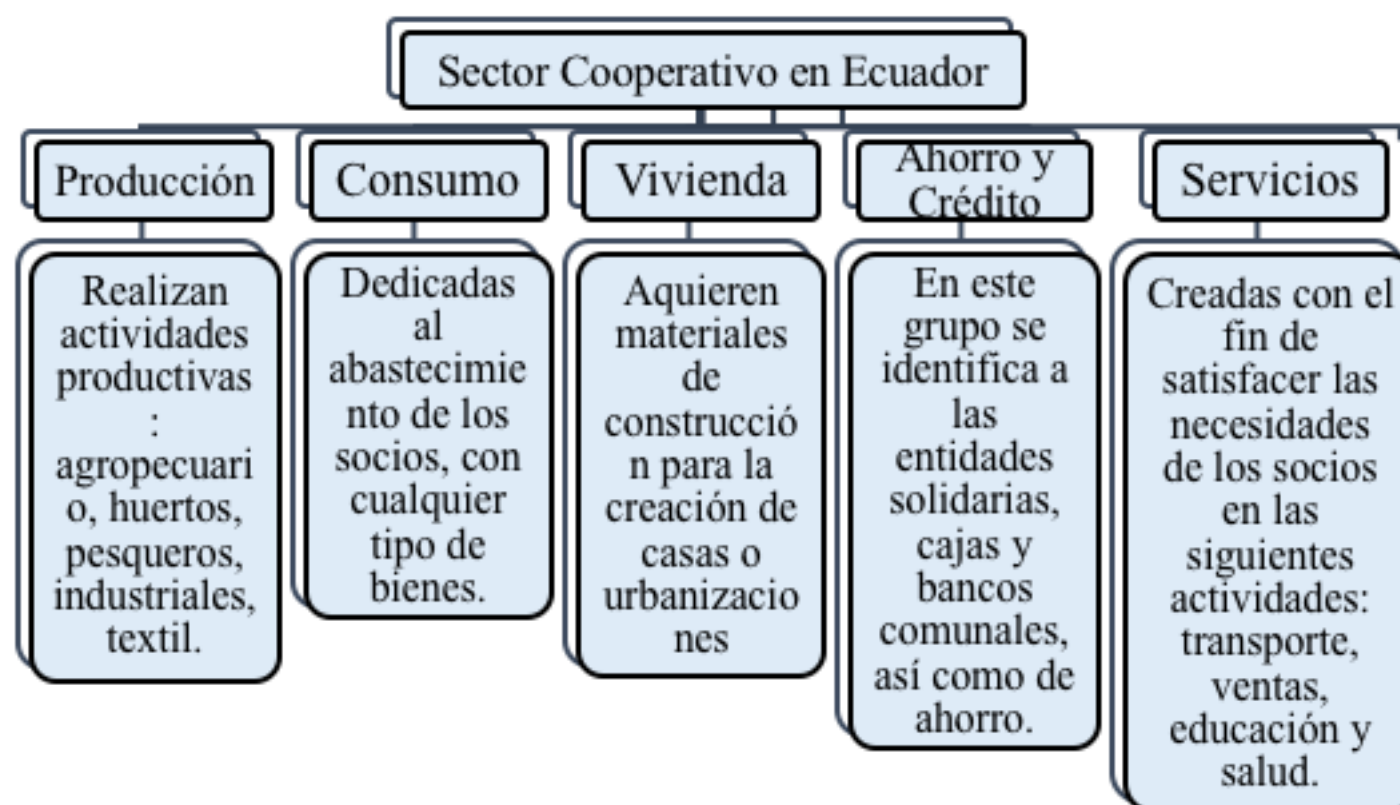 Sector Cooperativo en Ecuador
Producción
Consumo
Vivienda
Ahorro y
Crédito
Servicios
Realizan
actividades
productivas
:
agropecuari
o, huertos,
pesqueros,
industriales,
textil.
Dedicadas
al
abastecimie
nto de los
socios, con
cualquier
tipo de
bienes.
Aquieren
materiales
de
construcció
n para la
creación de
casas o
urbanizacio
nes
En este
grupo se
identifica a
las
entidades
solidarias,
cajas y
bancos
comunales,
así como de
ahorro.
Creadas con el
fin de
satisfacer las
necesidades
de los socios
en las
siguientes
actividades:
transporte,
ventas,
educación y
salud.